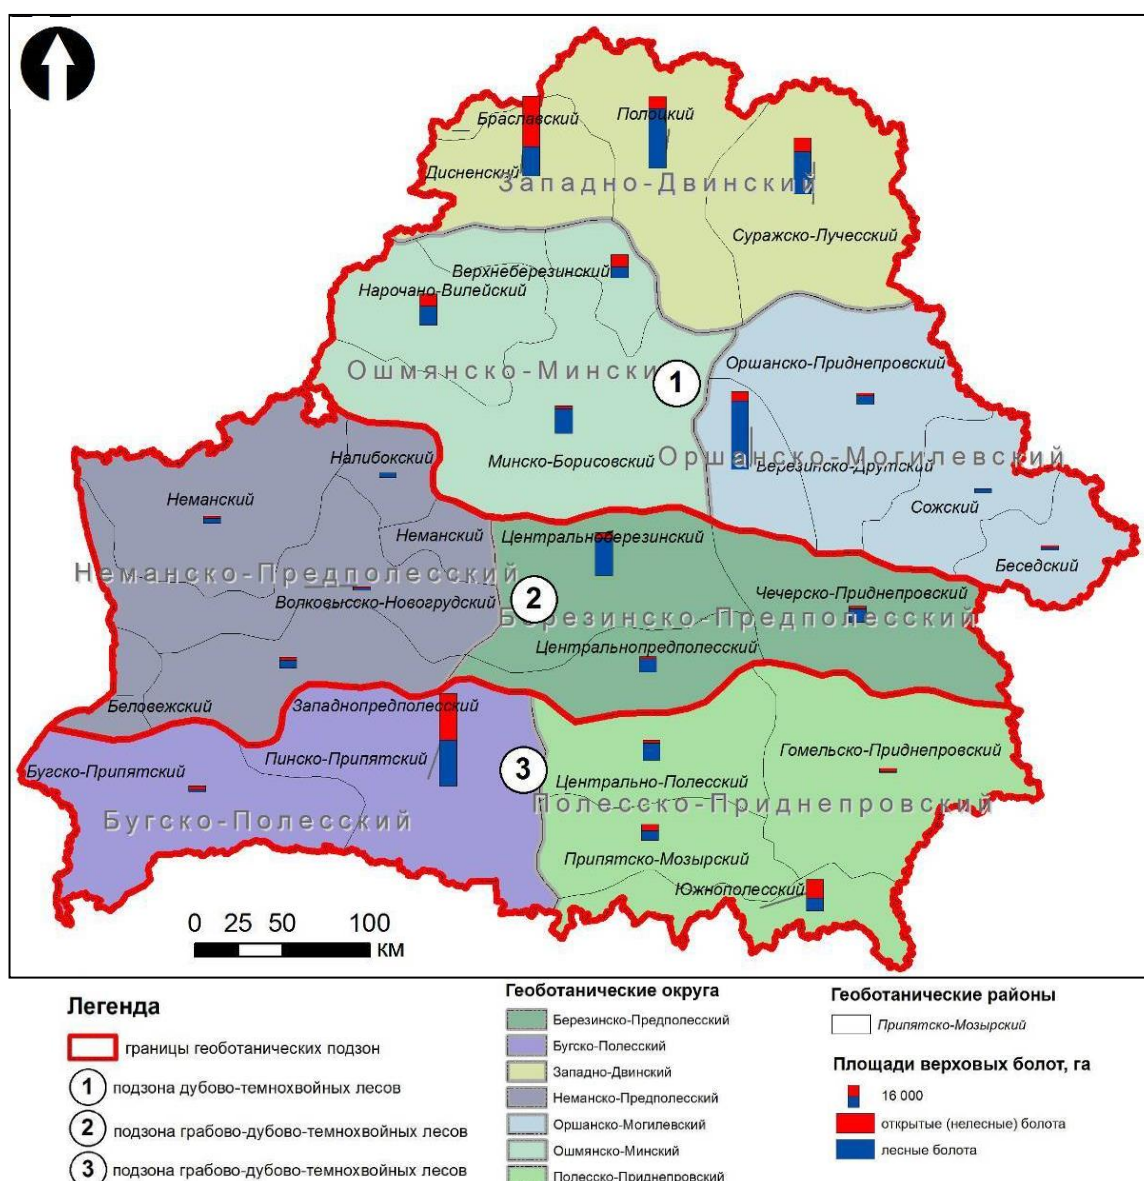 Браславский
Полоцкий
Дисненский
Западно-Двинский
Суражско-Лучесский
Верхнеберезинский
Нарочано-Вилейский
Ошмянско-Мински
1
Оршанско-Приднепровский
Минско-Борисовский
Оршанско-Могилевский
Березинско-Друтский
Налибокский
Неманский
Сожский
Неманский
Центральноберезинский
Беседский
Неманско-Предполесский
2
Чечерско-Приднепровский
Волковысско-Новогрудский
Березинско-Предполесский
Центральнопредполесский
Беловежский
Западнопредполесский
Пинско-Припятский
3
Гомельско-Приднепровский
Бугско-Припятский
Центрально-Полесский
Полесско-Приднепровский
Бугско-Полесский
Припятско-Мозырский
Южнополесский
0 25 50 100
КМ
Легенда
границы геоботанических подзон
1 подзона дубово-темнохвойных лесов
2 подзона грабово-дубово-темнохвойных лесов
3 подзона грабово-дубово-темнохвойных лесов
Геоботанические округа
Березинско-Предполесский
Бугско-Полесский
Западно-Двинский
Неманско-Предполесский
Оршанско-Могилевский
Ошмянско-Минский
Полесско-Приднепровский
Геоботанические районы
Припятско-Мозырский
Площади верховых болот, га
16 000
открытые (нелесные) болота
лесные болота